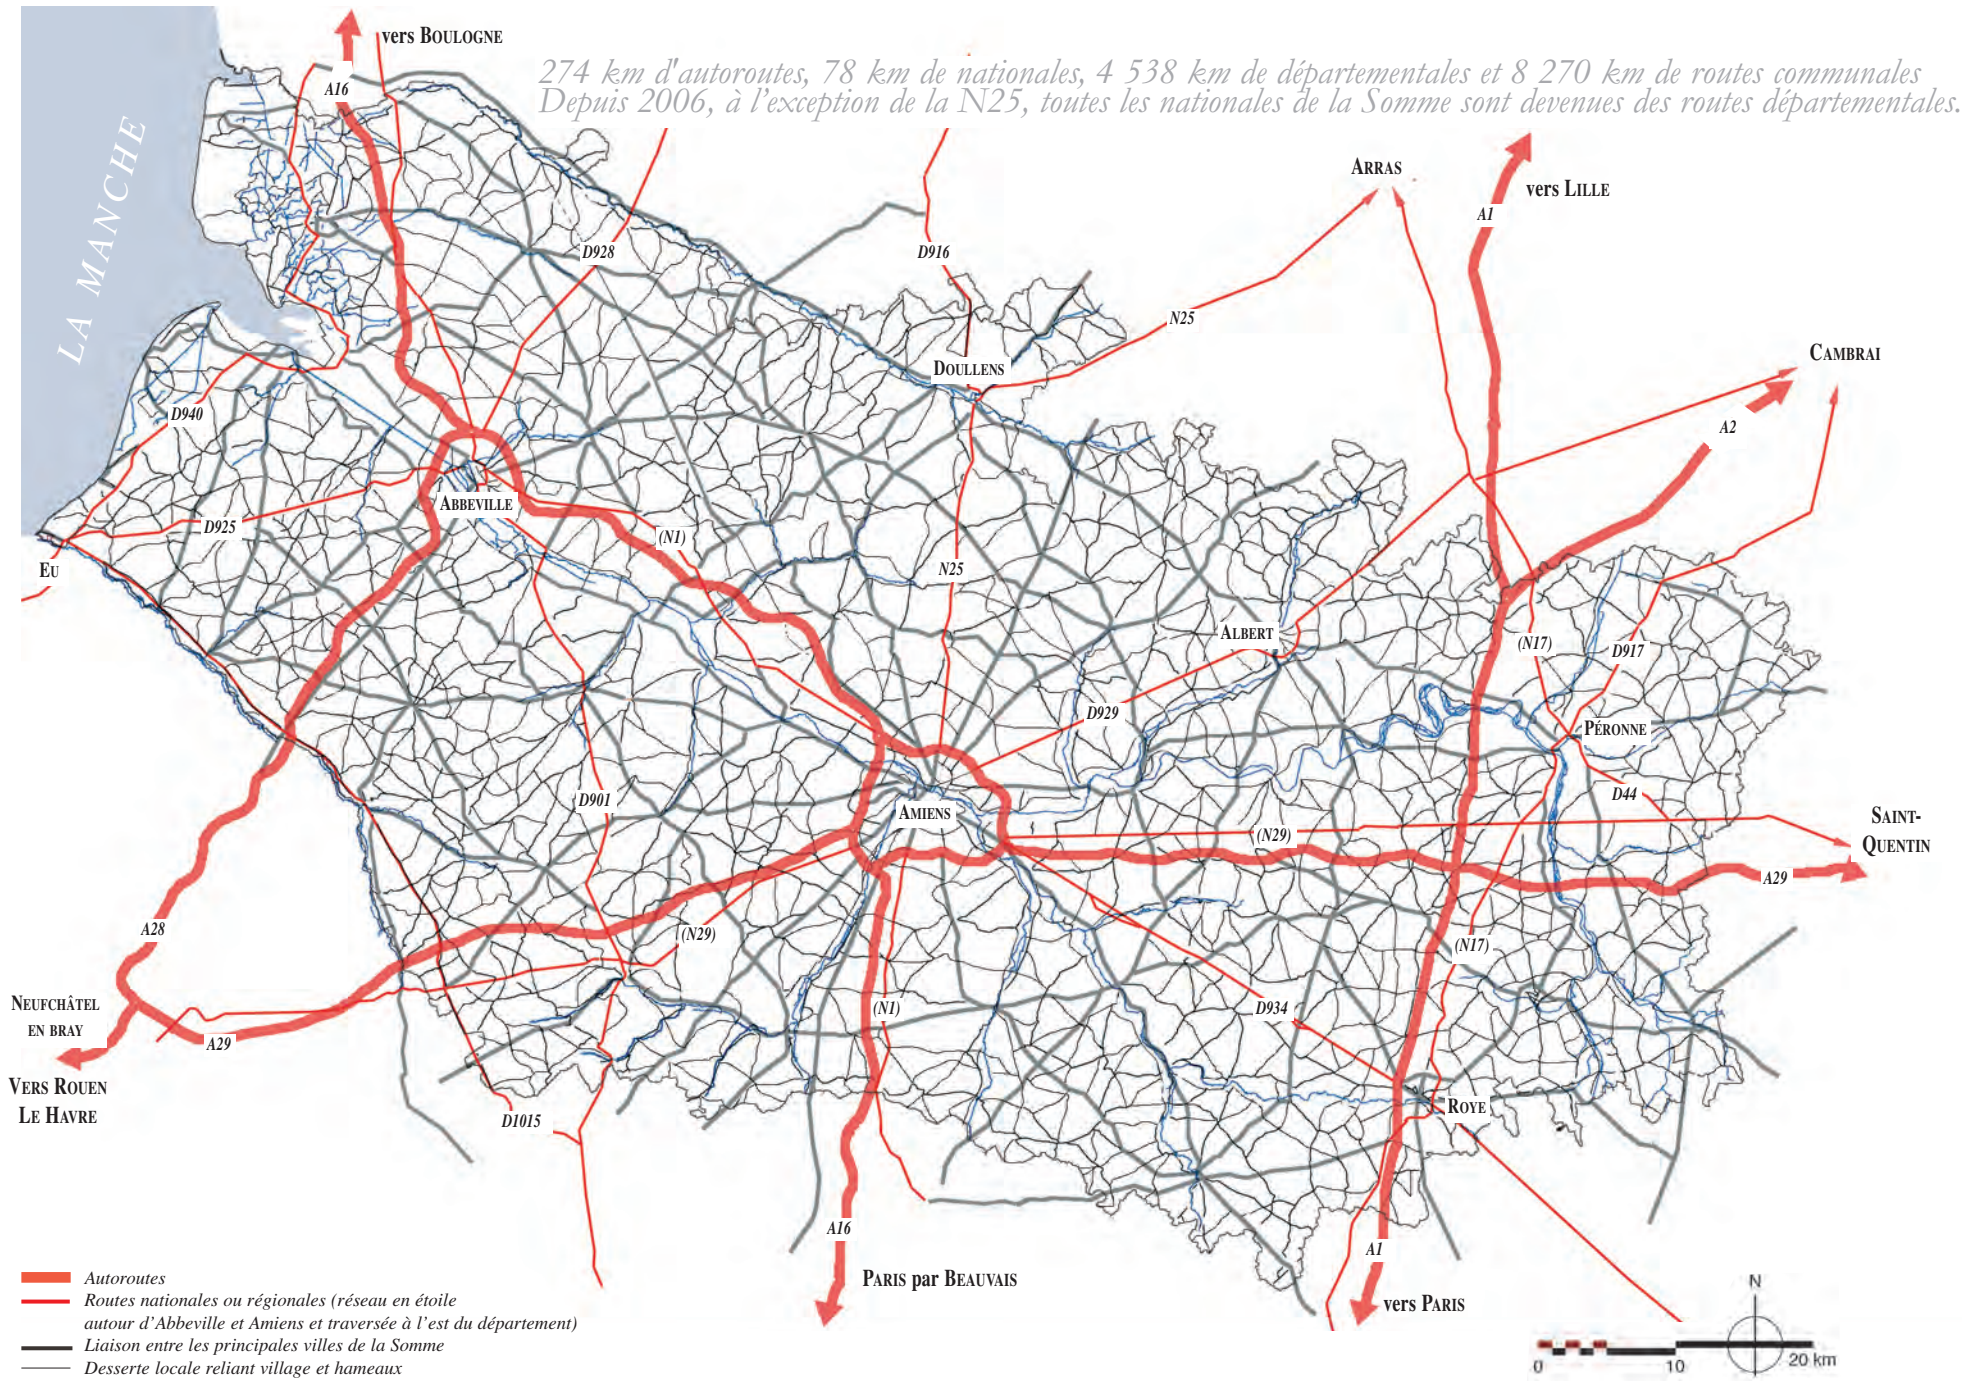 vers BOULOGNE
274 km d'autoroutes, 78 km de nationales, 4 538 km de départementales et 8 270 km de routes communales
Depuis 2006, à l'exception de la N25, toutes les nationales de la Somme sont devenues des routes départementales.
A16
LA MANCHE
ARRAS
vers LILLE
A1
D928
D916
N25
CAMBRAI
DOULLENS
D940
A2
ABBEVILLE
D925
(N1)
EU
N25
ALBERT
(N17)
D917
D929
PÉRONNE
D901
D44
AMIENS
(N29)
SAINT-
QUENTIN
A29
A28
(N29)
(N17)
NEUFCHÂTEL
EN BRAY
(N1)
D934
A29
VERS ROUEN
LE HAVRE
D1015
ROYE
A16
A1
PARIS par BEAUVAIS
vers PARIS
Autoroutes
Routes nationales ou régionales (réseau en étoile
autour d'Abbeville et Amiens et traversée à l'est du département)
Liaison entre les principales villes de la Somme
Desserte locale reliant village et hameaux
N
0 10 20 km